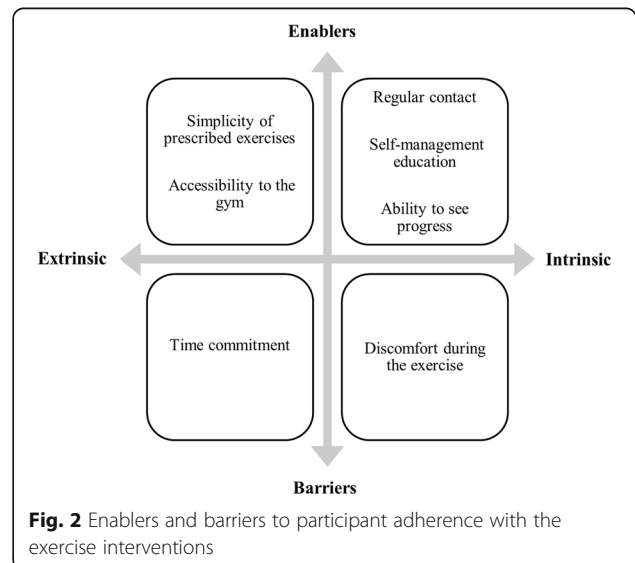 Enablers
Simplicity of
prescribed exercises
Accessibility to the
gym
Regular contact
Self-management
education
Ability to see
progress
Extrinsic
Intrinsic
Time commitment
Discomfort during
the exercise
Barriers
Fig. 2 Enablers and barriers to participant adherence with the
exercise interventions